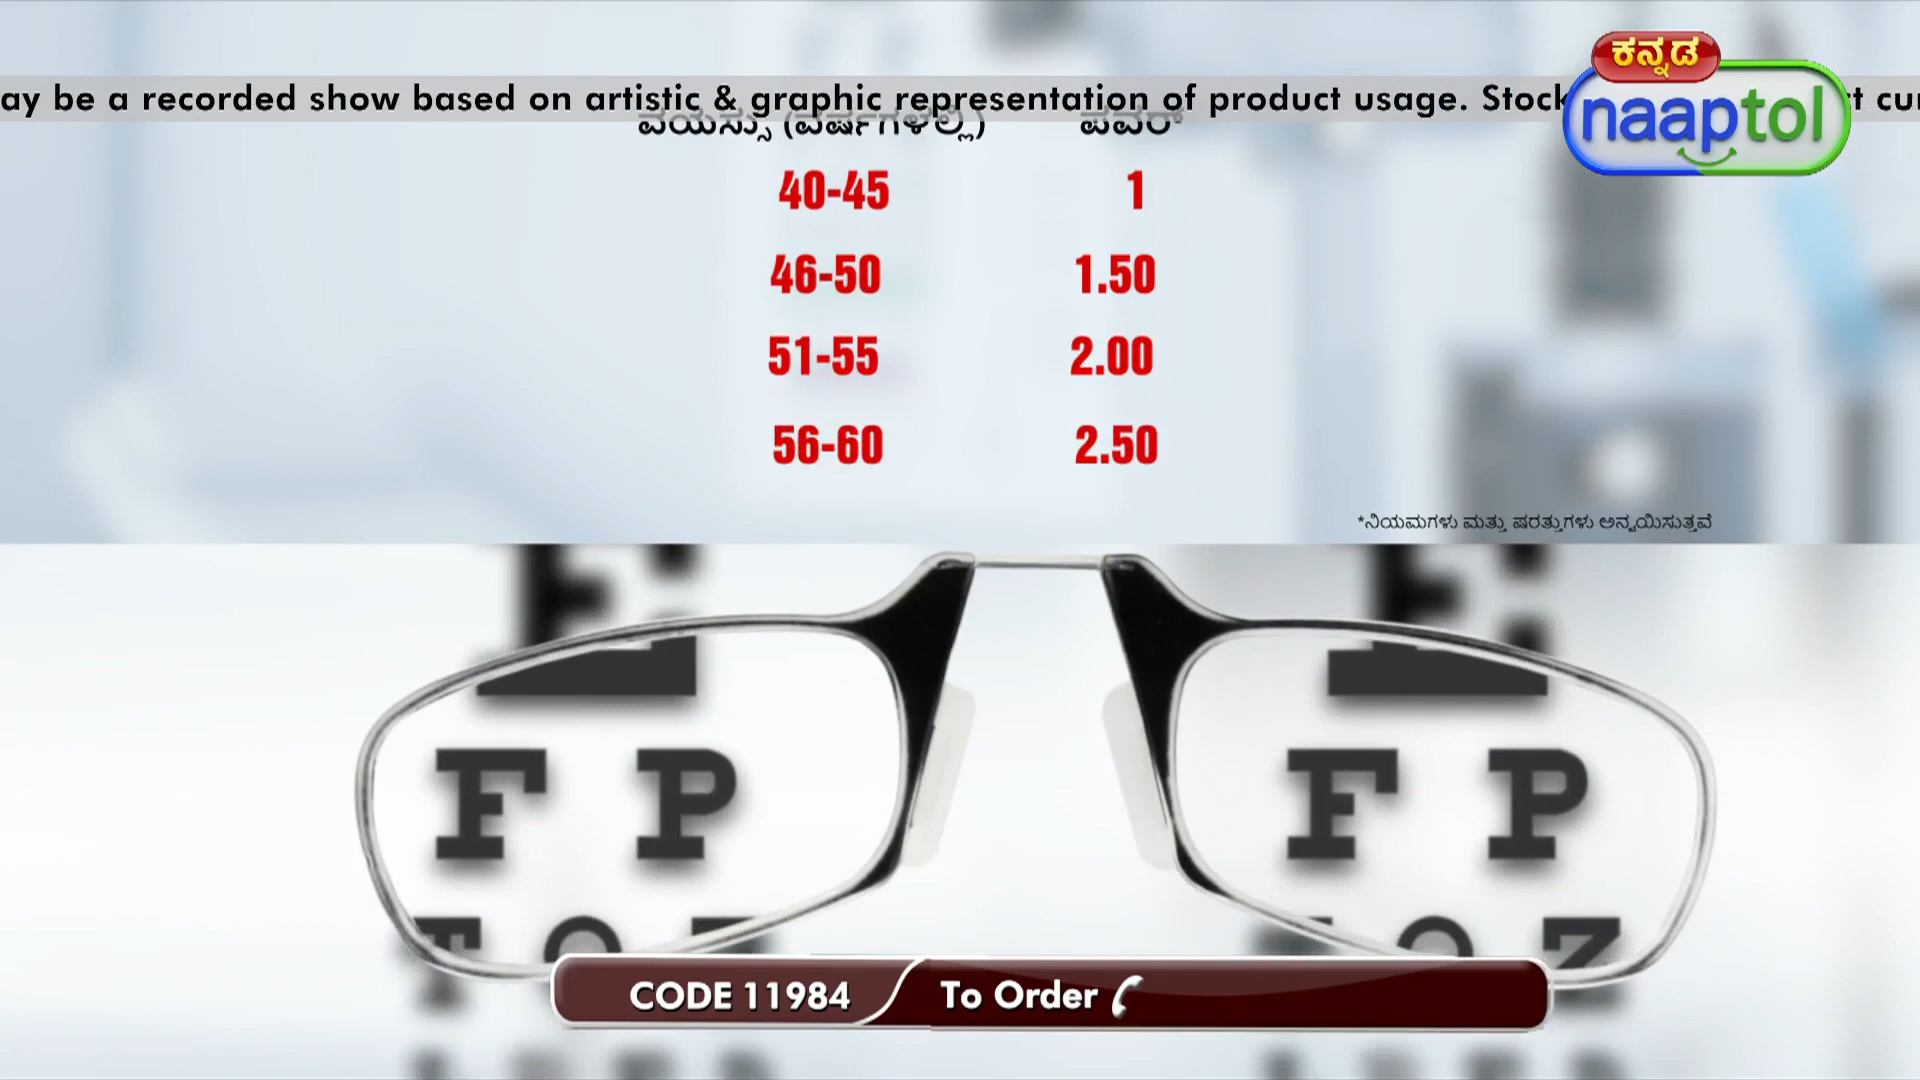 ಕನ್ನಡ
naaptol
ay be a recorded show based on artistic & graphic representation of product usage. Stock
ವಯಸ್ಸು (ವರ್ಷಗಳಲ್ಲಿ) ಪವರ್
40-45 1
46-50 1.50
51-55 2.00
56-60 2.50
*ನಿಯಮಗಳು ಮತ್ತು ಷರತ್ತುಗಳು ಅನ್ವಯಿಸುತ್ತವೆ
E E
F P F P
T O Z O Z
CODE 11984 To Order